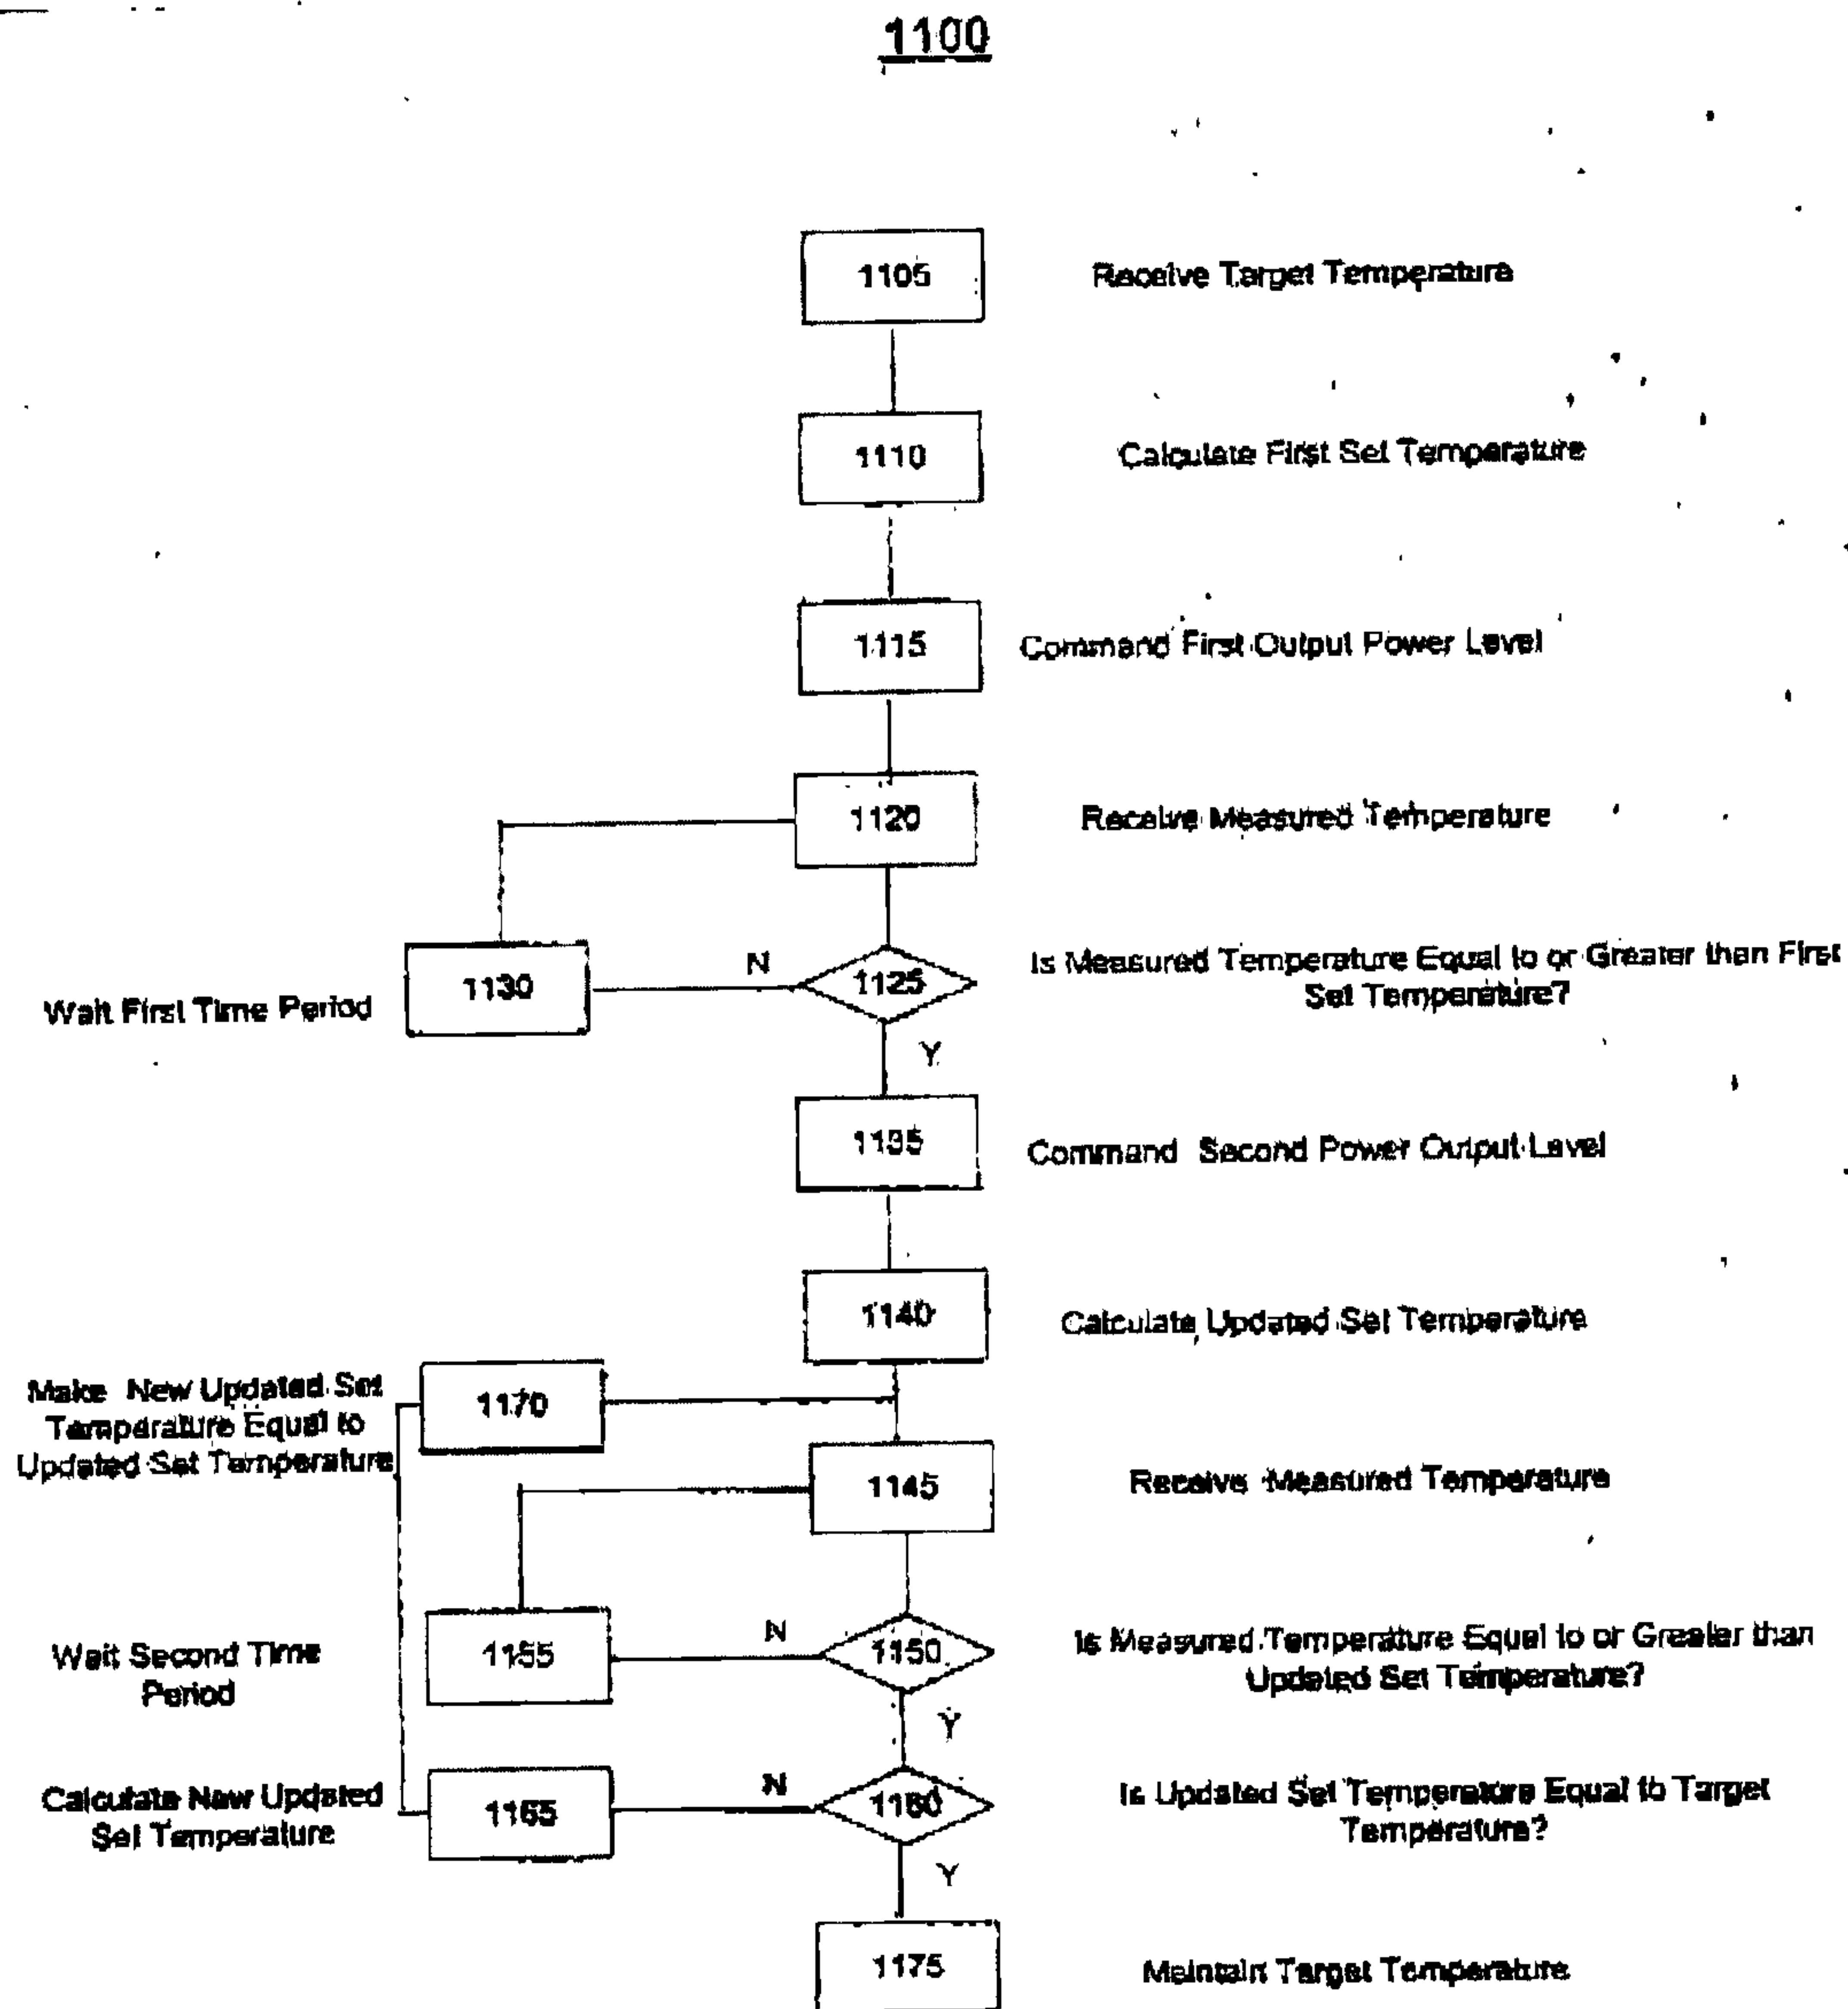 1100
1105
Receive Target Temperature
1110
Calculate First Set Temperature
1115
Command First Output Power Level
1120
Receive Measured Temperature
1130
Wait First Time Period
N
1125
Is Measured Temperature Equal to or Greater than First
Set Temperature?
Y
1135
Command Second Power Output Level
1140
Calculate Updated Set Temperature
Make New Updated Set
Temperature Equal to
Updated Set Temperature
1170
1145
Receive Measured Temperature
Wait Second Time
Period
1155
N
1150
Is Measured Temperature Equal to or Greater than
Updated Set Temperature?
Y
Calculate New Updated
Set Temperature
1165
N
1160
Is Updated Set Temperature Equal to Target
Temperature?
Y
1175
Maintain Target Temperature